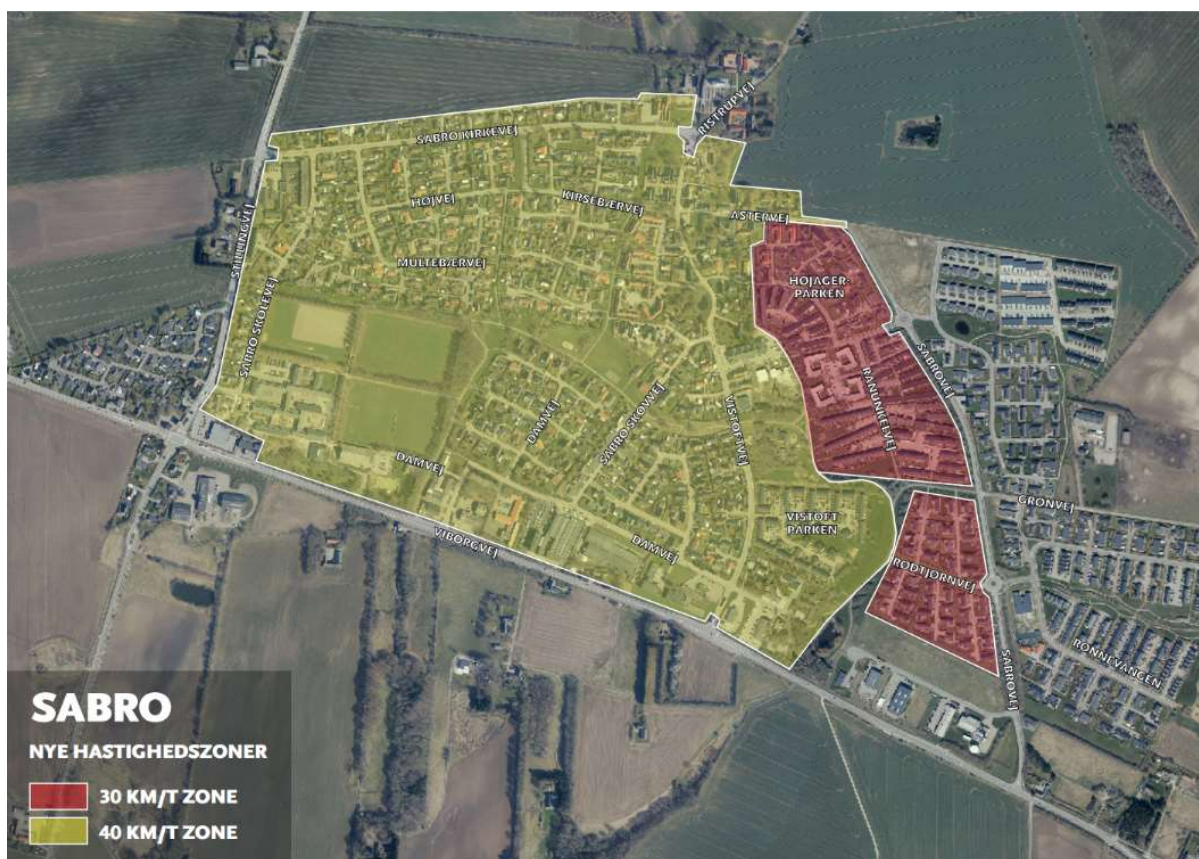 SABRO KIRKEVEJ
RISTRUPVEJ
HØJVEJ
KIRSEBÆRVEJ
ASTERVEJ
MULTEBÆRVEJ
STILLINGVEJ
HØJAGER-
PARKEN
SABRO SKOLEVEJ
SABROVEJ
RANUNKELVEJ
DAMVEJ
SABRO SKOVVEJ
VISTOFTVEJ
DAMVEJ
GRØNVEJ
VISTOFT
PARKEN
VIBORGVEJ
DAMVEJ
RØDTJØRNVEJ
RØNNEVANGEN
SABROVEJ
SABRO
NYE HASTIGHEDSZONER
30 KM/T ZONE
40 KM/T ZONE